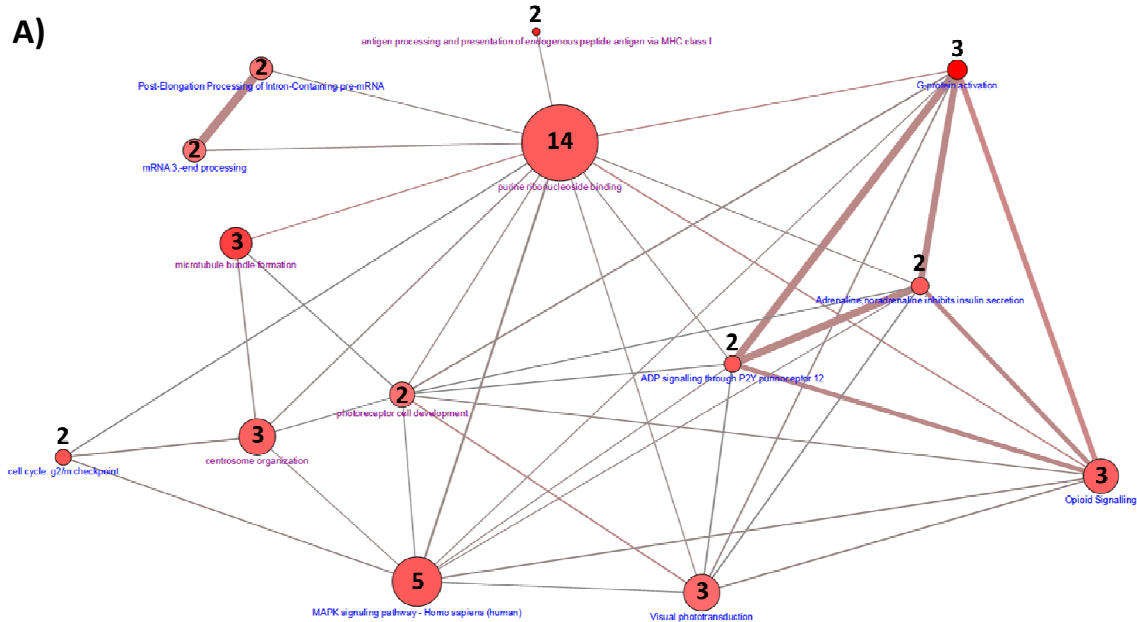 A)
2
antigen processing and presentation of endogenous peptide antigen via MHC class I
3
G-protein activation
2
Post-Elongation Processing of Intron-Containing pre-mRNA
14
purine ribonucleoside binding
2
mRNA 3,-end processing
3
microtubule bundle formation
2
Adrenaline,noradrenaline inhibits insulin secretion
2
ADP signalling through P2Y purinoceptor 12
2
photoreceptor cell development
3
centrosome organization
2
cell cycle: g2/m checkpoint
3
Opioid Signalling
5
MAPK signaling pathway - Homo sapiens (human)
3
Visual phototransduction